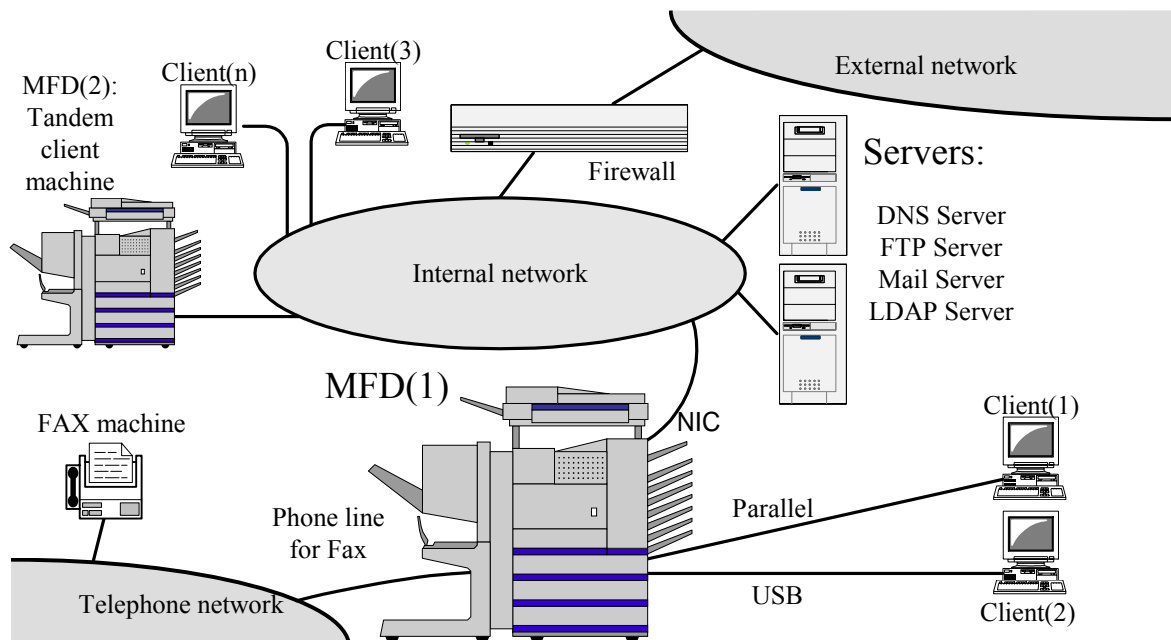 Client(3)
Client(n)
External network
MFD(2):
Tandem
client
machine
Firewall
Servers:
DNS Server
FTP Server
Mail Server
LDAP Server
Internal network
MFD(1)
NIC
Client(1)
FAX machine
Parallel
Phone line
for Fax
USB
Telephone network
Client(2)